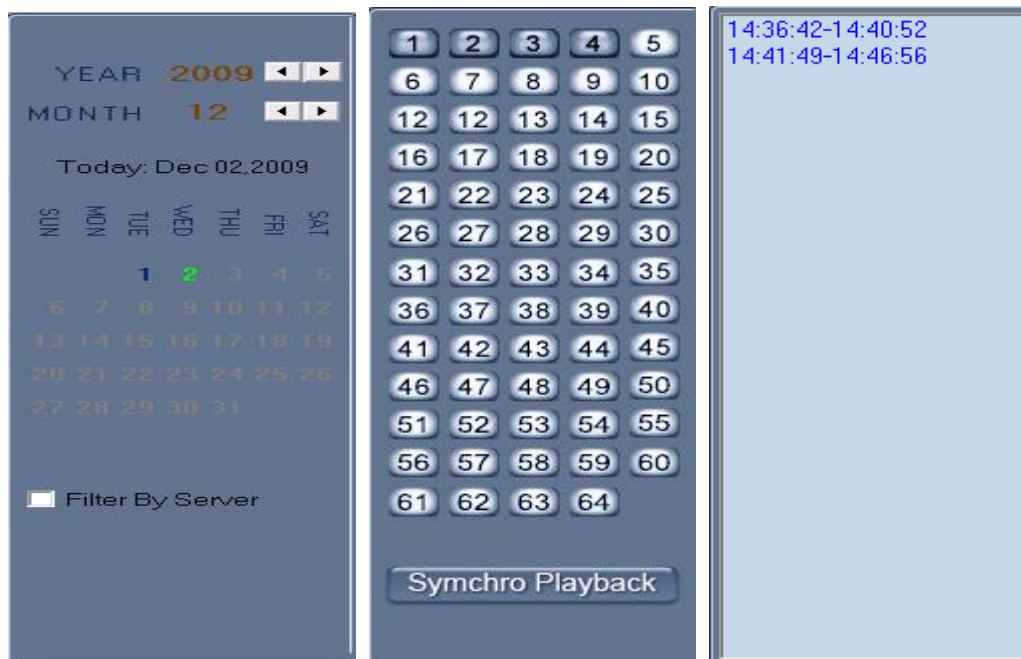 YEAR 2009
MONTH 12
Today: Dec 02,2009
SUN MON TUE WED THU FRI SAT
1 2 3 4 5
6 7 8 9 10 11 12
13 14 15 16 17 18 19
20 21 22 23 24 25 26
27 28 29 30 31
Filter By Server
1 2 3 4 5
6 7 8 9 10
12 12 13 14 15
16 17 18 19 20
21 22 23 24 25
26 27 28 29 30
31 32 33 34 35
36 37 38 39 40
41 42 43 44 45
46 47 48 49 50
51 52 53 54 55
56 57 58 59 60
61 62 63 64
Symchro Playback
14:36:42-14:40:52
14:41:49-14:46:56